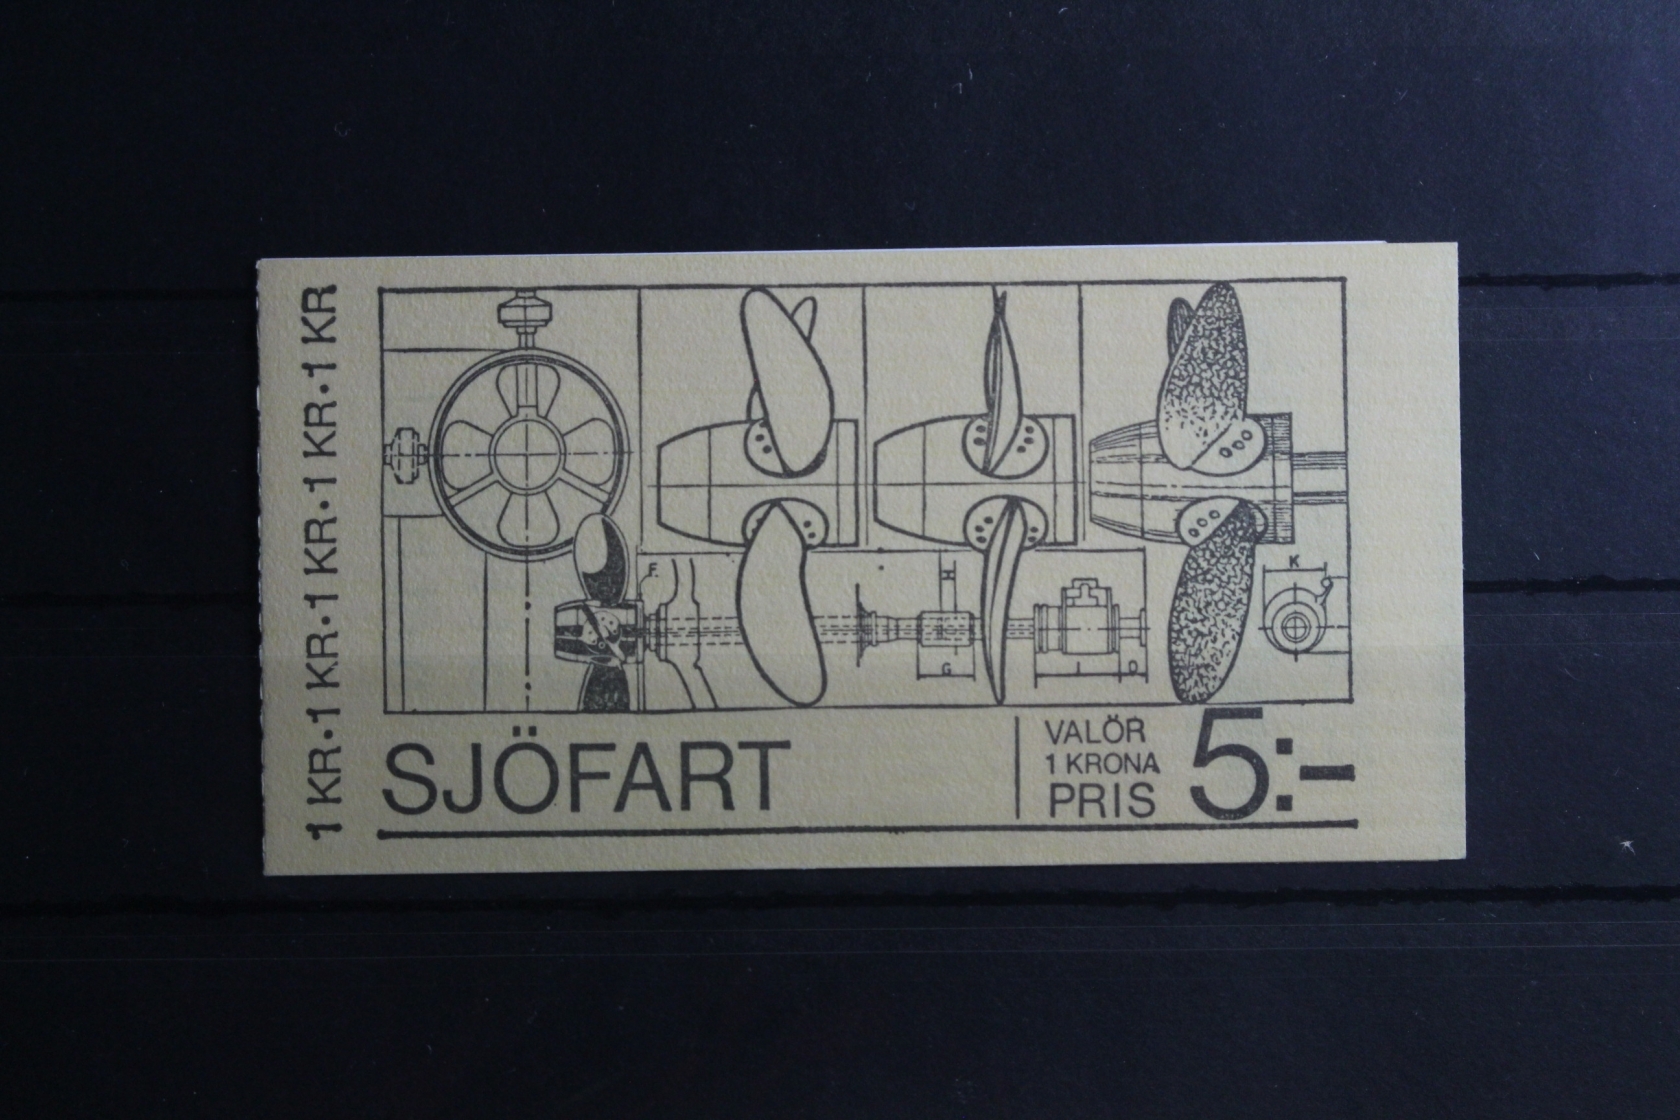 1 KR • 1 KR • 1 KR • 1 KR • 1 KR
F
H
G
I
D
K
SJÖFART
VALÖR
1 KRONA
PRIS
5:-